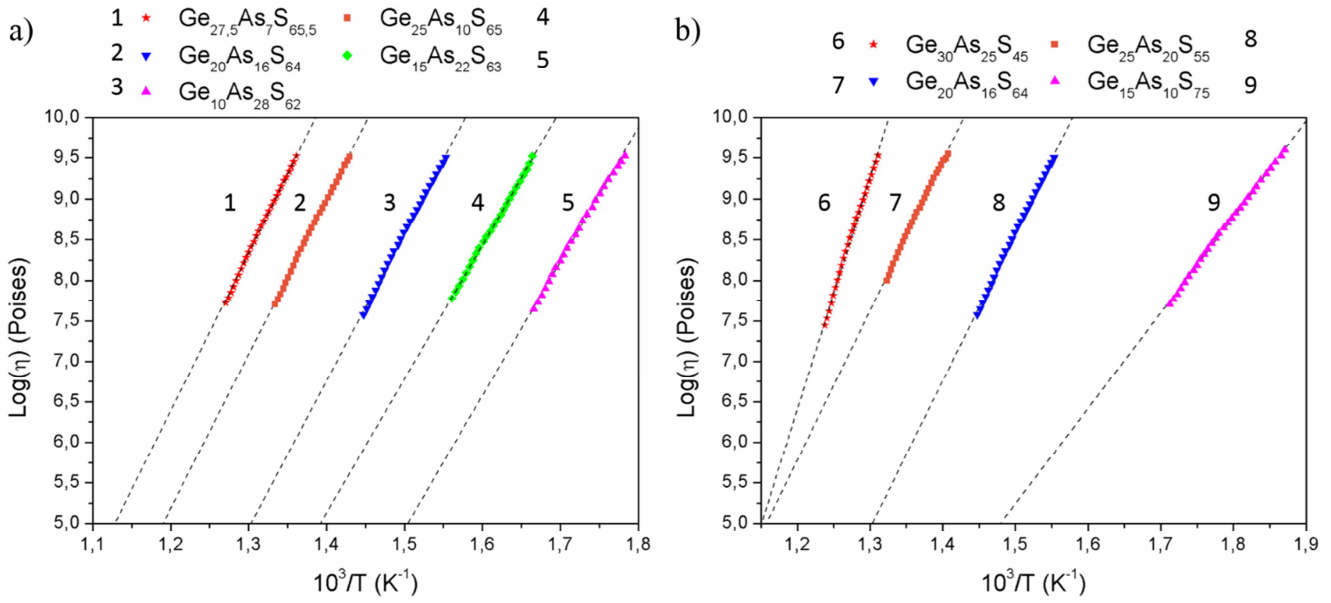 a)
1 ★ Ge27,5As7S65,5 ■ Ge25As10S65 4
2 ▼ Ge20As16S64 ◆ Ge15As22S63 5
3 ▲ Ge10As28S62
10,0
9,5
9,0
8,5
8,0
7,5
7,0
6,5
6,0
5,5
5,0
Log(η) (Poises)
1 2 3 4 5
1,1 1,2 1,3 1,4 1,5 1,6 1,7 1,8
10³/T (K⁻¹)
b)
6 ★ Ge30As25S45 ■ Ge25As20S55 8
7 ▼ Ge20As16S64 ▲ Ge15As10S75 9
10,0
9,5
9,0
8,5
8,0
7,5
7,0
6,5
6,0
5,5
5,0
Log(η) (Poises)
6 7 8 9
1,2 1,3 1,4 1,5 1,6 1,7 1,8 1,9
10³/T (K⁻¹)